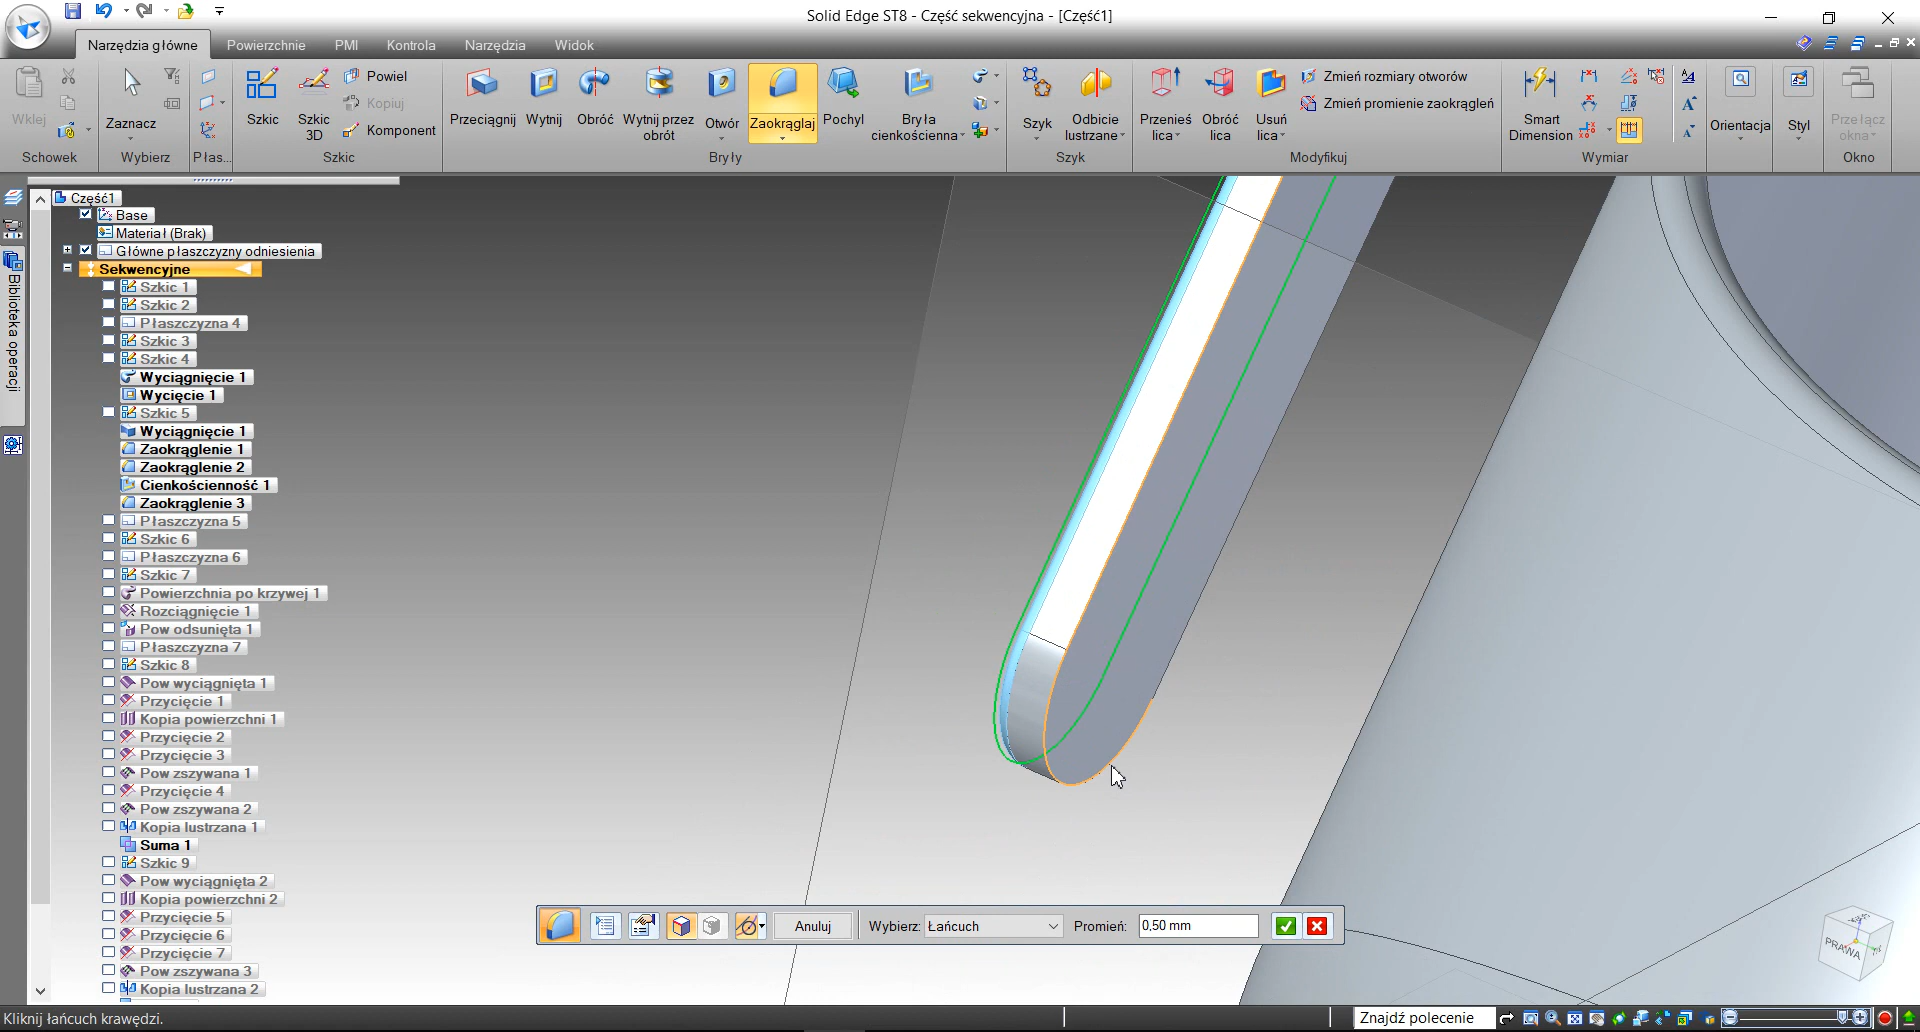 Solid Edge ST8 - Część sekwencyjna - [Część1]
Narzędzia główne
Powierzchnie
PMI
Kontrola
Narzędzia
Widok
Wklej
Schowek
Zaznacz
Wybierz
Płas...
Szkic
Szkic 3D
Powiel
Kopiuj
Komponent
Szkic
Przeciągnij
Wytnij
Obróć
Wytnij przez obrót
Otwór
Zaokrąglaj
Pochyl
Bryła cienkościenna
Bryły
Szyk
Odbicie lustrzane
Szyk
Przenieś lica
Obróć lica
Usuń lica
Zmień rozmiary otworów
Zmień promienie zaokrągleń
Modyfikuj
Smart Dimension
Wymiar
Orientacja
Styl
Przełącz okna
Okno
Biblioteka operacji
Część1
Base
Materiał (Brak)
Główne płaszczyzny odniesienia
Sekwencyjne
Szkic 1
Szkic 2
Płaszczyzna 4
Szkic 3
Szkic 4
Wyciągnięcie 1
Wycięcie 1
Szkic 5
Wyciągnięcie 1
Zaokrąglenie 1
Zaokrąglenie 2
Cienkościenność 1
Zaokrąglenie 3
Płaszczyzna 5
Szkic 6
Płaszczyzna 6
Szkic 7
Powierzchnia po krzywej 1
Rozciągnięcie 1
Pow odsunięta 1
Płaszczyzna 7
Szkic 8
Pow wyciągnięta 1
Przycięcie 1
Kopia powierzchni 1
Przycięcie 2
Przycięcie 3
Pow zszywana 1
Przycięcie 4
Pow zszywana 2
Kopia lustrzana 1
Suma 1
Szkic 9
Pow wyciągnięta 2
Kopia powierzchni 2
Przycięcie 5
Przycięcie 6
Przycięcie 7
Pow zszywana 3
Kopia lustrzana 2
Anuluj
Wybierz: Łańcuch
Promień: 0,50 mm
PRAWA
Kliknij łańcuch krawędzi.
Znajdź polecenie